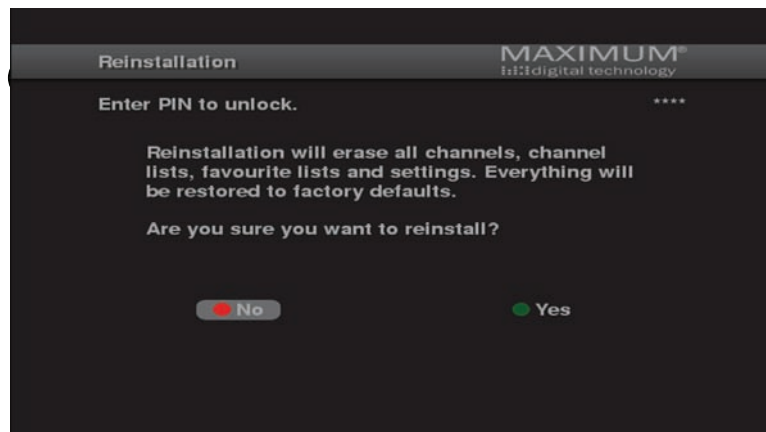 Reinstallation
MAXIMUM®
digital technology
Enter PIN to unlock.
****
Reinstallation will erase all channels, channel
lists, favourite lists and settings. Everything will
be restored to factory defaults.
Are you sure you want to reinstall?
No
Yes